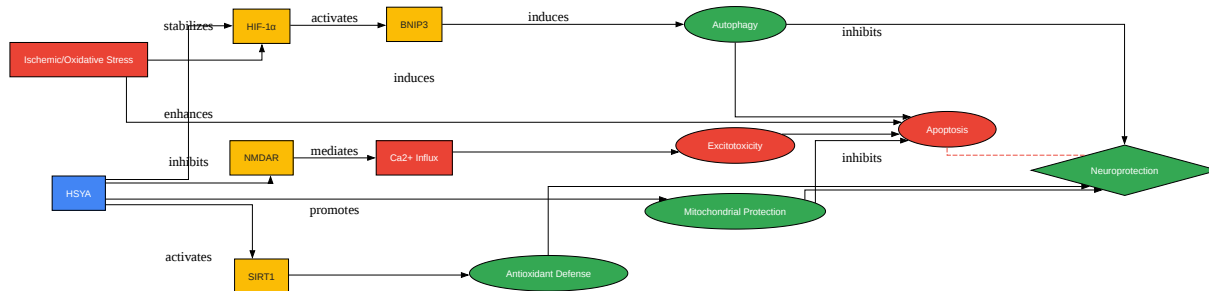 stabilizes
HIF-1α
activates
BNIP3
induces
Autophagy
inhibits
Ischemic/Oxidative Stress
induces
enhances
Apoptosis
NMDAR
mediates
Ca2+ Influx
Excitotoxicity
inhibits
inhibits
Neuroprotection
HSYA
promotes
Mitochondrial Protection
activates
SIRT1
Antioxidant Defense